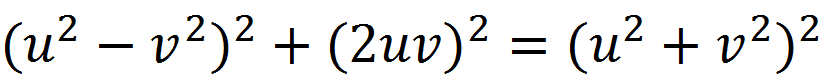 (u² − v²)² + (2uv)² = (u² + v²)²